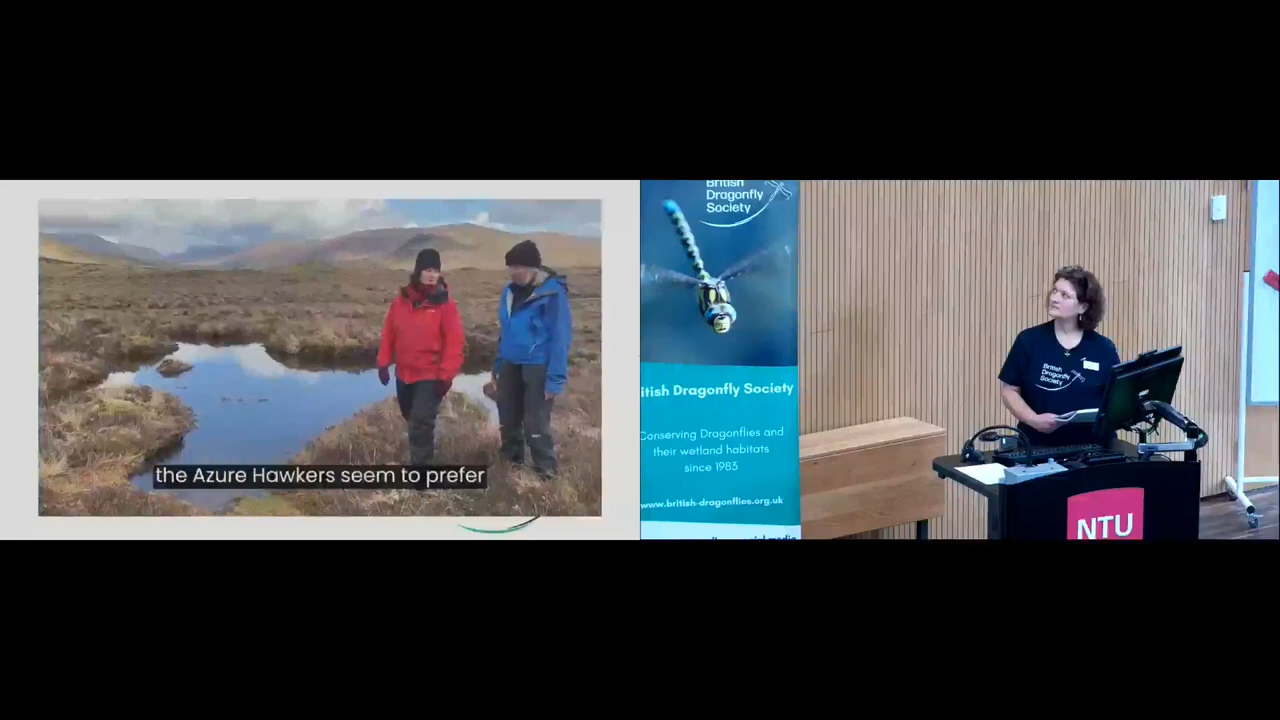 the Azure Hawkers seem to prefer
British
Dragonfly
Society
itish Dragonfly Society
Conserving Dragonflies and
their wetland habitats
since 1983
www.british-dragonflies.org.uk
British
Dragonfly
Society
NTU